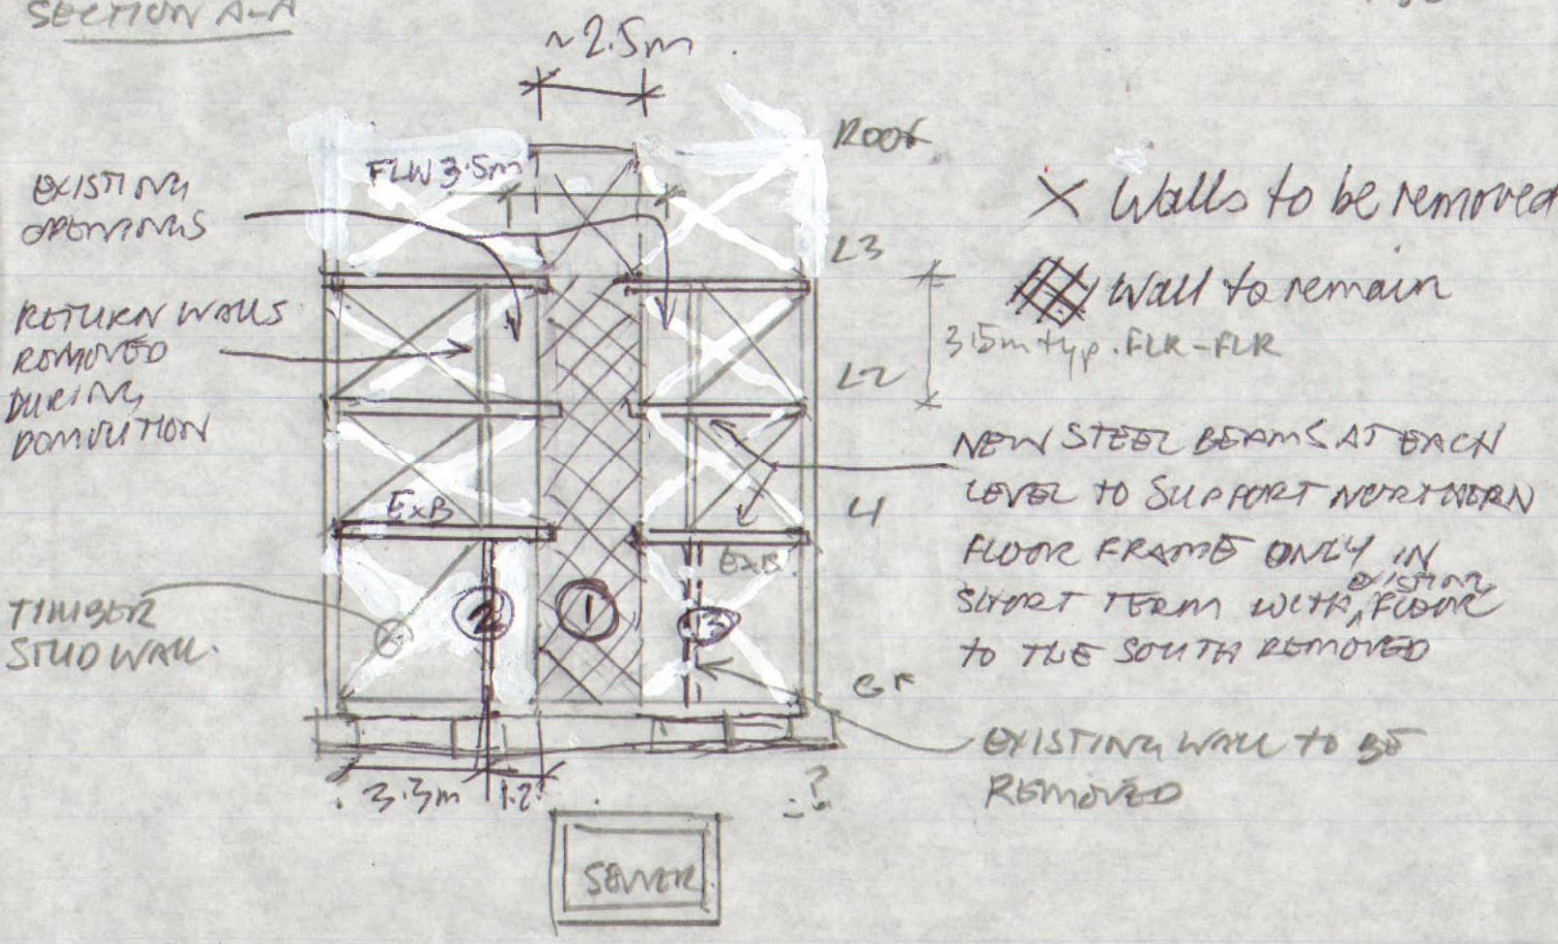 SECTION A-A
~2.5m
ROOF
FLW 3.5m
EXISTING
OPENINGS
X Walls to be removed
L3
Wall to remain
RETURN WALLS
REMOVED
DURING
DOMOLITION
3.5m typ. FLR-FLR
L2
NEW STEEL BEAMS AT EACH
LEVEL TO SUPPORT NORTHERN
FLOOR FRAME ONLY IN
SHORT TERM WITH EXISTING FLOOR
TO THE SOUTH REMOVED
ExB
L1
ExB.
TIMBER
STUD WALL.
2
1
3
GF
EXISTING WALL TO BE
REMOVED
3.3m
1.2
?
SEWER